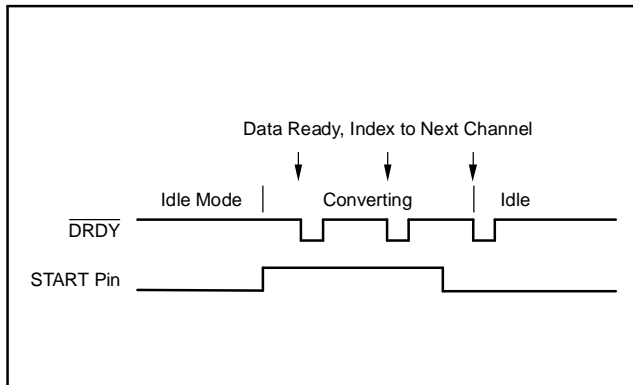 Data Ready, Index to Next Channel
Idle Mode Converting Idle
DRDY
START Pin